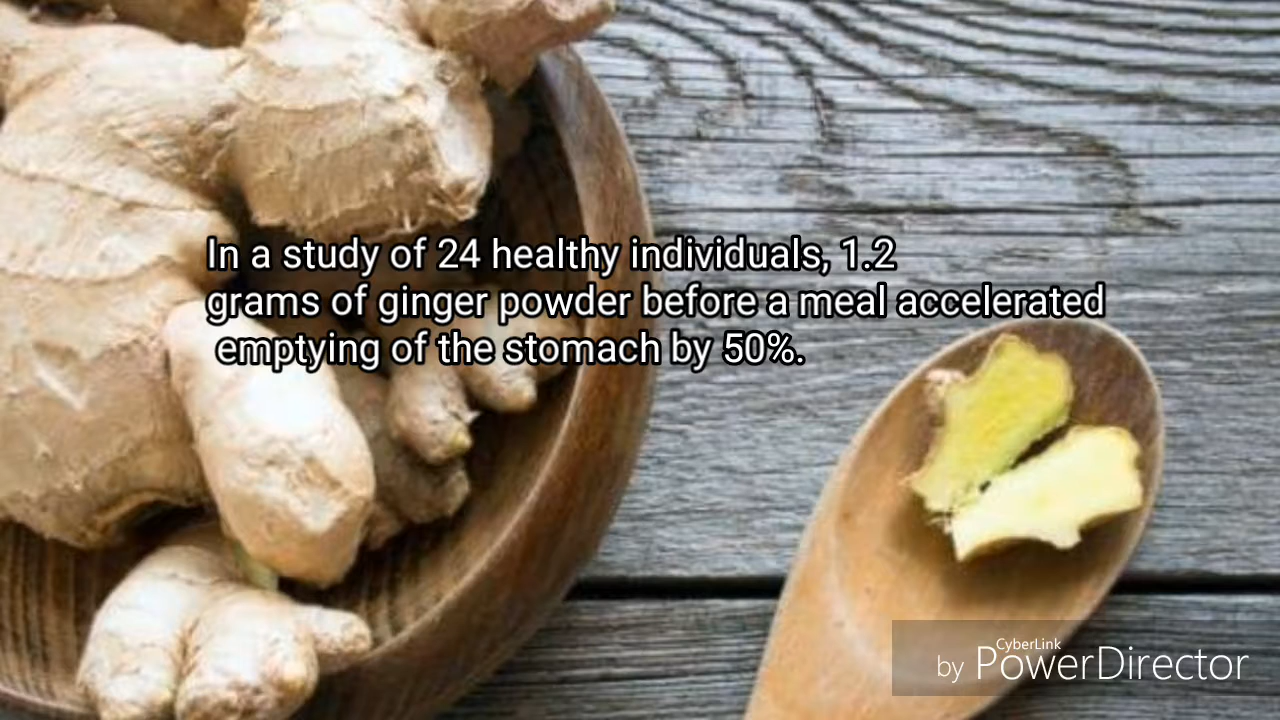 In a study of 24 healthy individuals, 1.2
grams of ginger powder before a meal accelerated
emptying of the stomach by 50%.
CyberLink
by PowerDirector